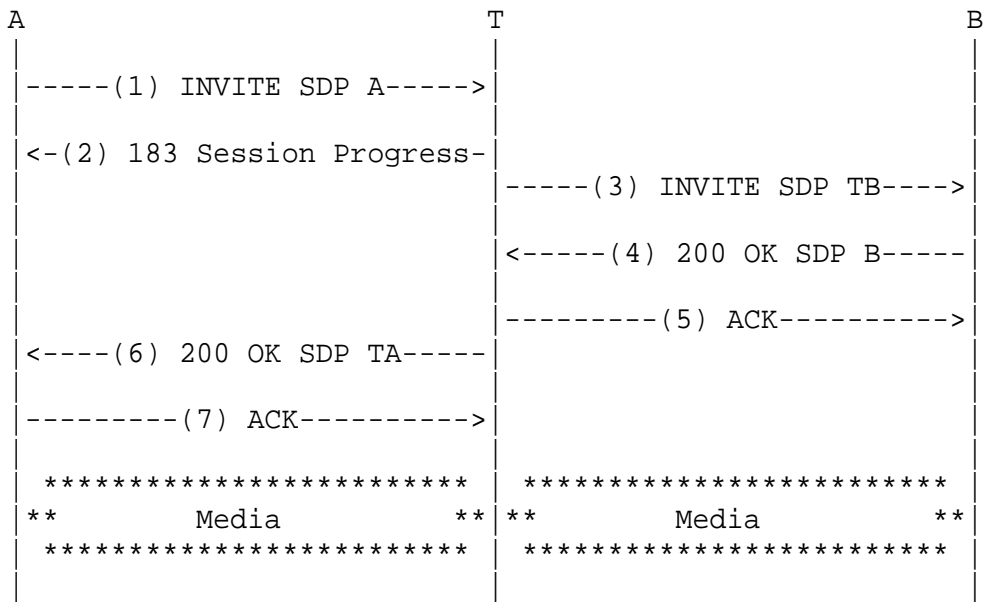 A T B
-----(1) INVITE SDP A----->
<-(2) 183 Session Progress-
-----(3) INVITE SDP TB---->
<-----(4) 200 OK SDP B-----
---------(5) ACK---------->
<----(6) 200 OK SDP TA-----
---------(7) ACK---------->
************************* *************************
** Media ** ** Media **
************************* *************************